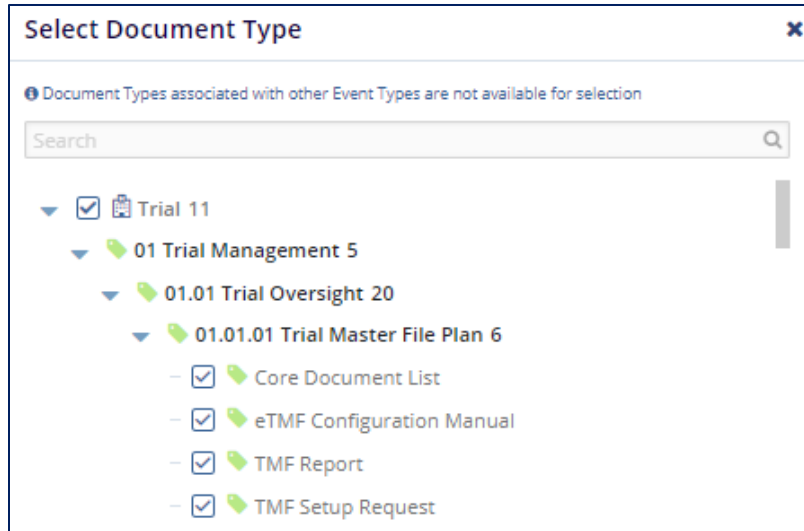 Select Document Type
Document Types associated with other Event Types are not available for selection
Search
Trial 11
01 Trial Management 5
01.01 Trial Oversight 20
01.01.01 Trial Master File Plan 6
Core Document List
eTMF Configuration Manual
TMF Report
TMF Setup Request